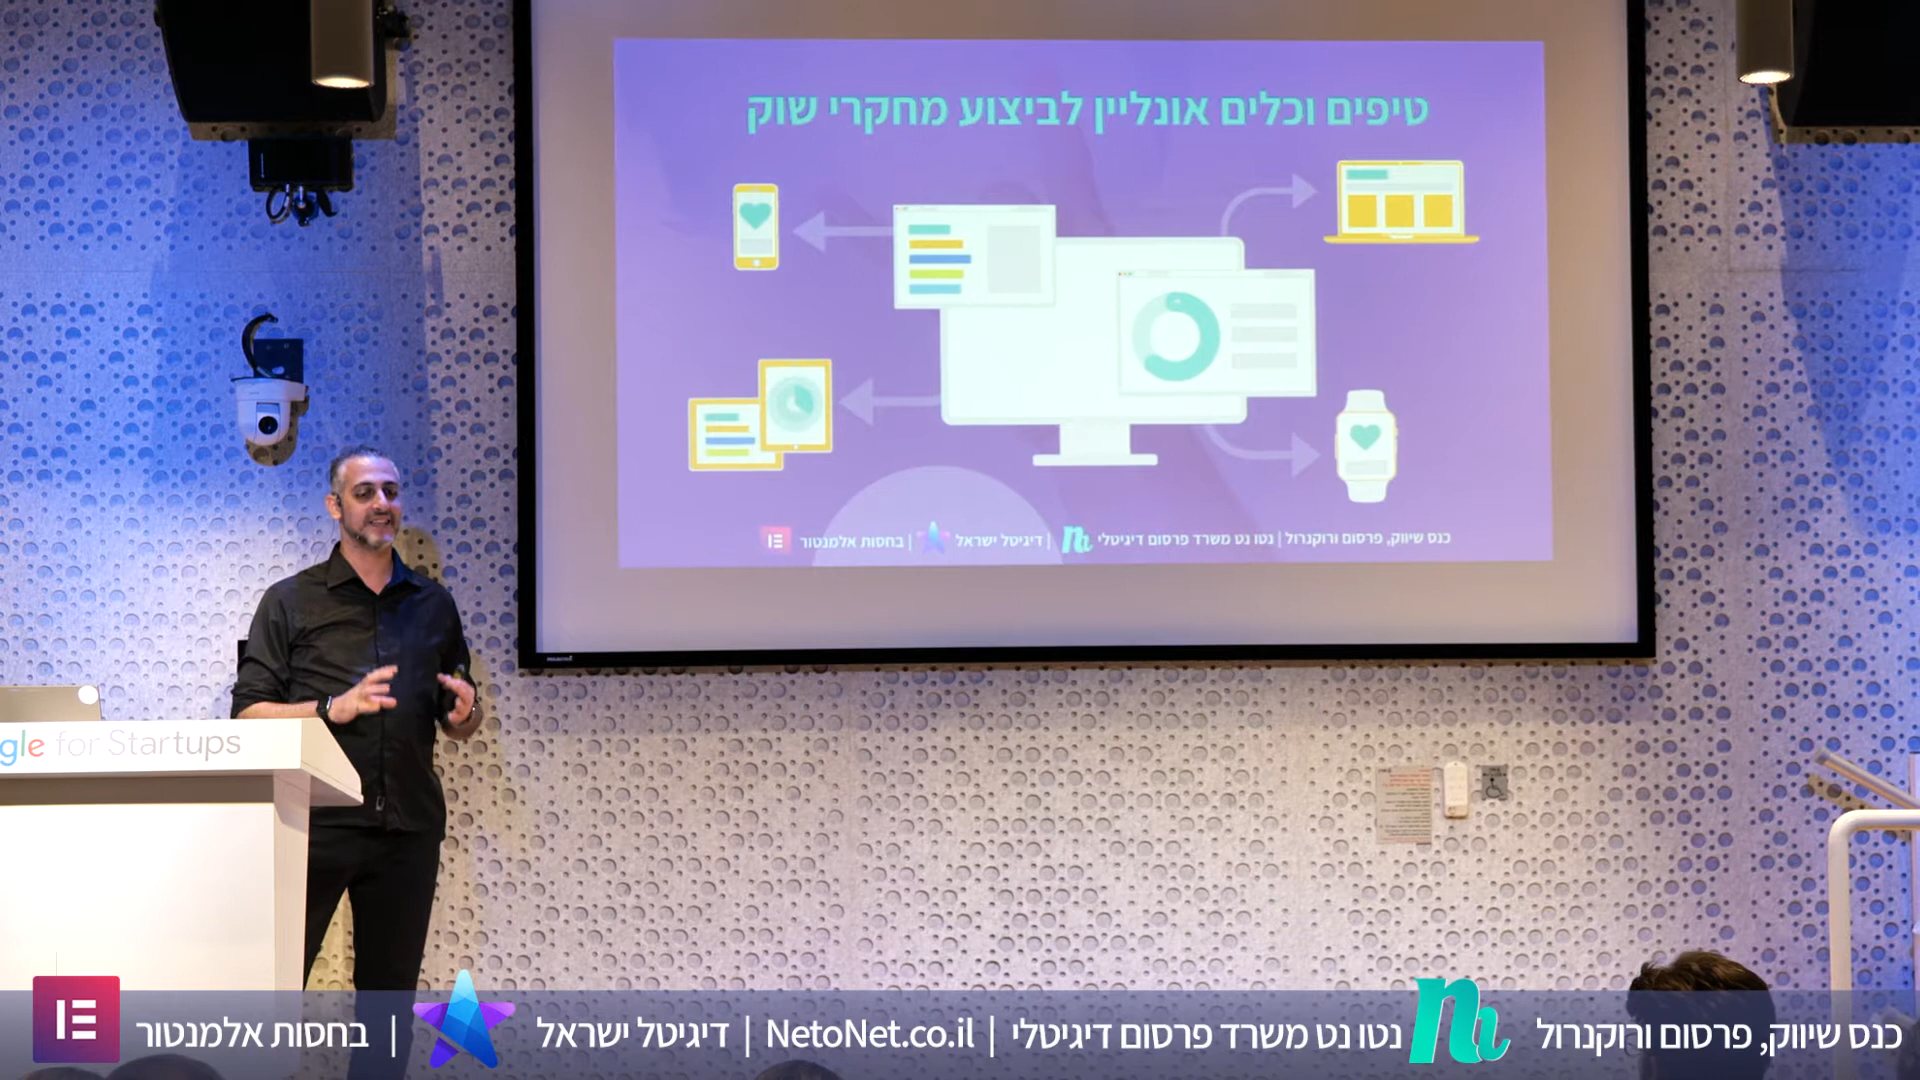 טיפים וכלים אונליין לביצוע מחקרי שוק
כנס שיווק, פרסום ורוקנרול | נטו נט משרד פרסום דיגיטלי | דיגיטל ישראל | בחסות אלמנטור
gle for Startups
כנס שיווק, פרסום ורוקנרול נטו נט משרד פרסום דיגיטלי | NetoNet.co.il | דיגיטל ישראל | בחסות אלמנטור